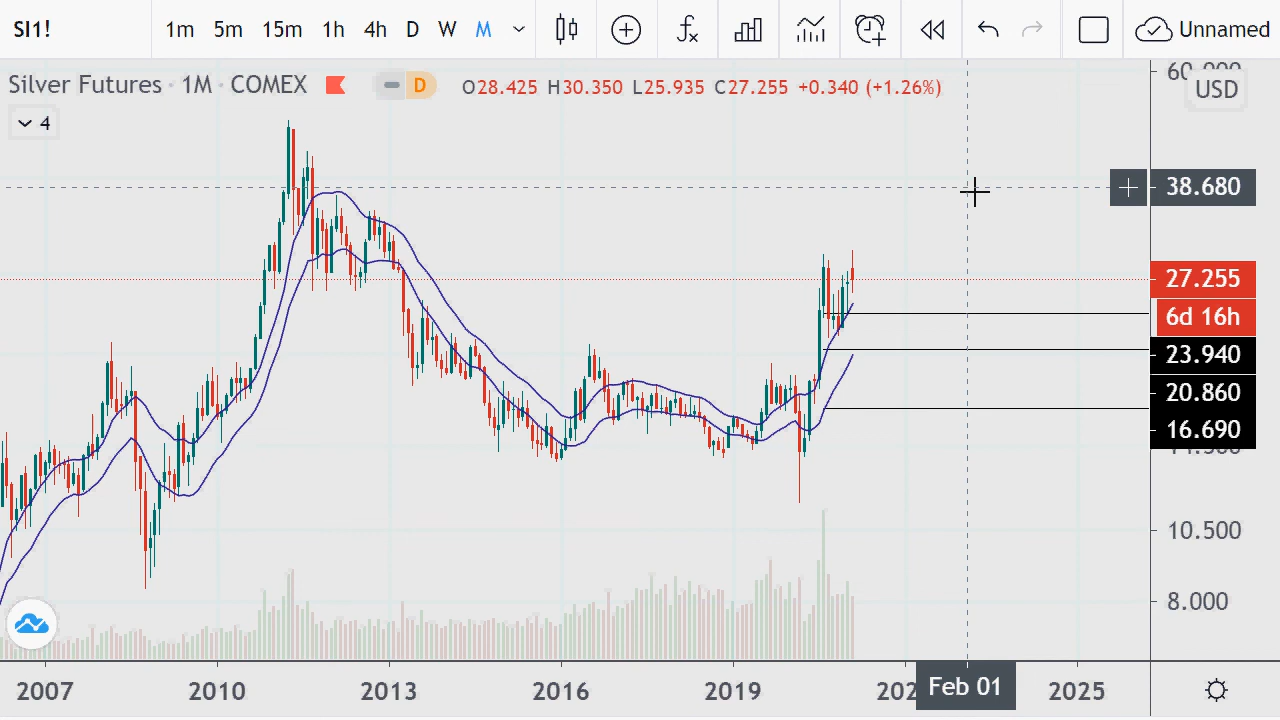 SI1! 1m 5m 15m 1h 4h D W M fx Unnamed
Silver Futures · 1M · COMEX D O28.425 H30.350 L25.935 C27.255 +0.340 (+1.26%)
USD
4
38.680
27.255
6d 16h
23.940
20.860
16.690
10.500
8.000
2007 2010 2013 2016 2019 Feb 01 2025